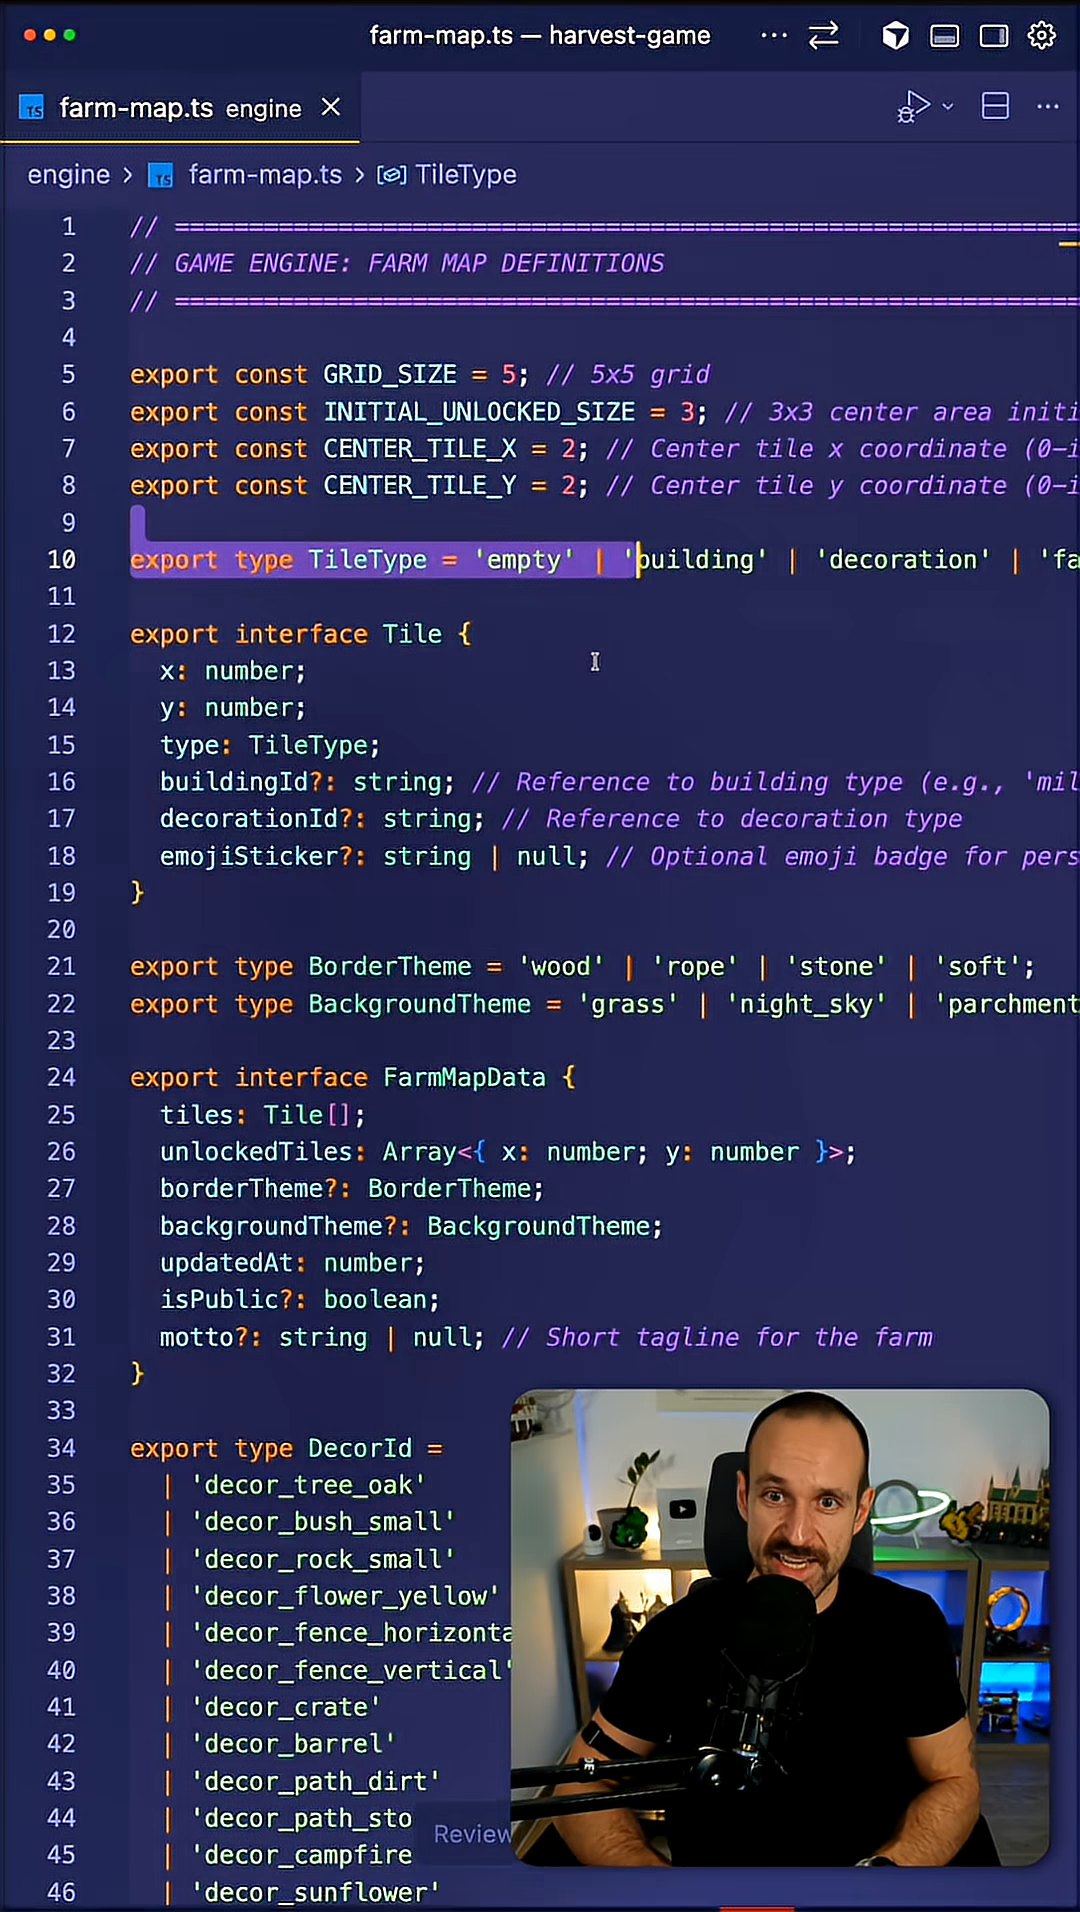 farm-map.ts — harvest-game
TS farm-map.ts engine
engine > TS farm-map.ts > TileType
1 // ==============================================================
2 // GAME ENGINE: FARM MAP DEFINITIONS
3 // ==============================================================
4
5 export const GRID_SIZE = 5; // 5x5 grid
6 export const INITIAL_UNLOCKED_SIZE = 3; // 3x3 center area initi
7 export const CENTER_TILE_X = 2; // Center tile x coordinate (0-i
8 export const CENTER_TILE_Y = 2; // Center tile y coordinate (0-i
9
10 export type TileType = 'empty' | 'building' | 'decoration' | 'fa
11
12 export interface Tile {
13 x: number;
14 y: number;
15 type: TileType;
16 buildingId?: string; // Reference to building type (e.g., 'mil
17 decorationId?: string; // Reference to decoration type
18 emojiSticker?: string | null; // Optional emoji badge for pers
19 }
20
21 export type BorderTheme = 'wood' | 'rope' | 'stone' | 'soft';
22 export type BackgroundTheme = 'grass' | 'night_sky' | 'parchment
23
24 export interface FarmMapData {
25 tiles: Tile[];
26 unlockedTiles: Array<{ x: number; y: number }>;
27 borderTheme?: BorderTheme;
28 backgroundTheme?: BackgroundTheme;
29 updatedAt: number;
30 isPublic?: boolean;
31 motto?: string | null; // Short tagline for the farm
32 }
33
34 export type DecorId =
35 | 'decor_tree_oak'
36 | 'decor_bush_small'
37 | 'decor_rock_small'
38 | 'decor_flower_yellow'
39 | 'decor_fence_horizonta
40 | 'decor_fence_vertical'
41 | 'decor_crate'
42 | 'decor_barrel'
43 | 'decor_path_dirt'
44 | 'decor_path_sto
Review
45 | 'decor_campfire
46 | 'decor_sunflower'